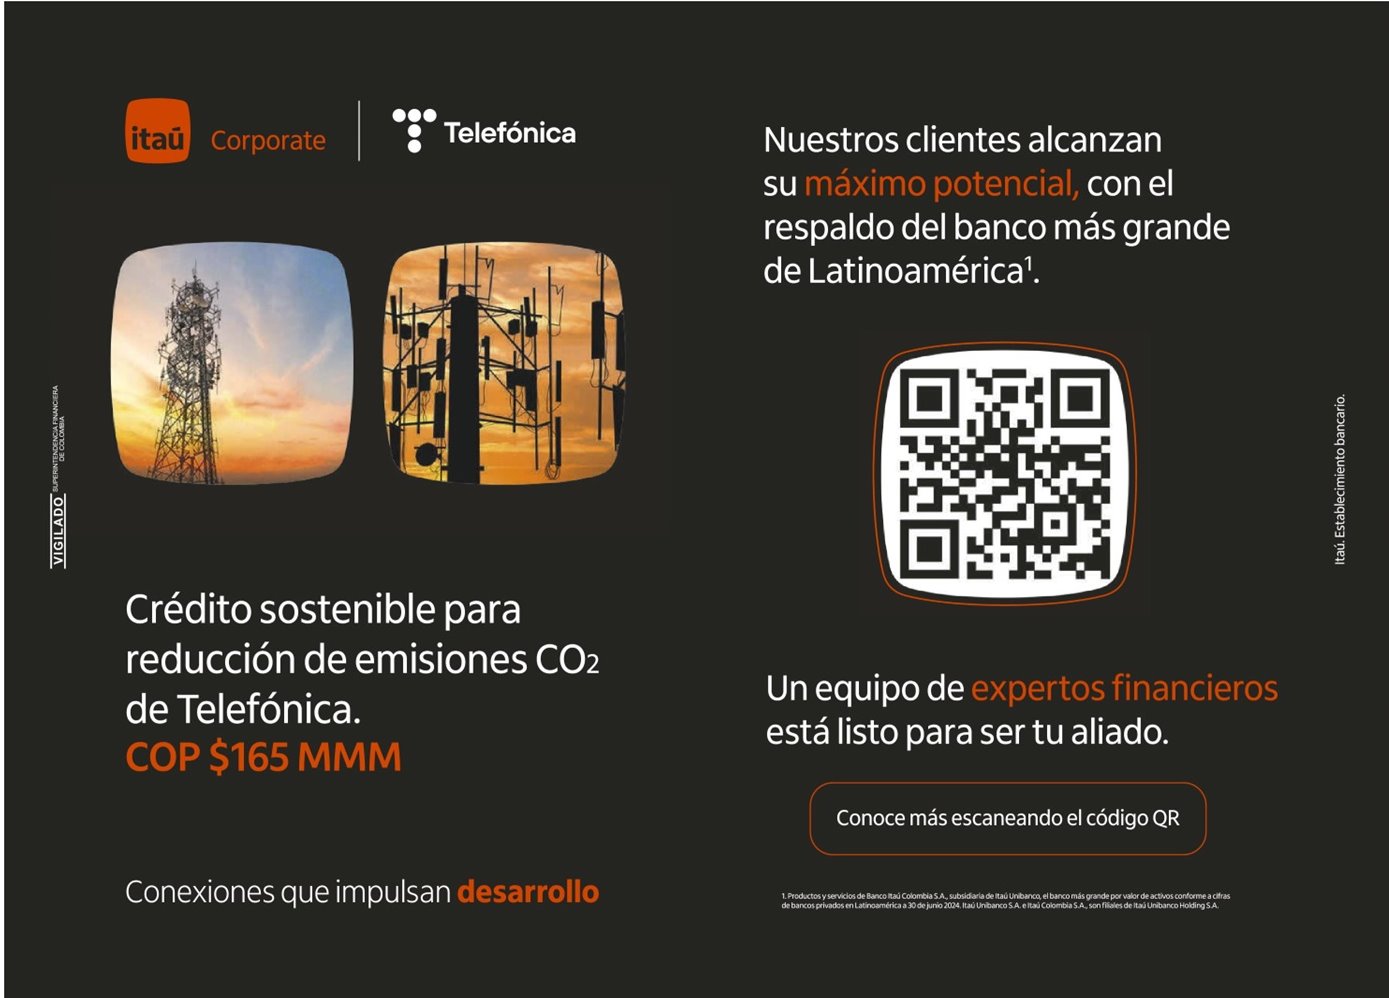 itaú Corporate
Telefónica
VIGILADO SUPERINTENDENCIA FINANCIERA
DE COLOMBIA
Crédito sostenible para
reducción de emisiones CO2
de Telefónica.
COP $165 MMM
Conexiones que impulsan desarrollo
Nuestros clientes alcanzan
su máximo potencial, con el
respaldo del banco más grande
de Latinoamérica¹.
Un equipo de expertos financieros
está listo para ser tu aliado.
Conoce más escaneando el código QR
1. Productos y servicios de Banco Itaú Colombia S.A., subsidiaria de Itaú Unibanco, el banco más grande por valor de activos conforme a cifras
de bancos privados en Latinoamérica a 30 de junio 2024. Itaú Unibanco S.A. e Itaú Colombia S.A., son filiales de Itaú Unibanco Holding S.A.
Itaú. Establecimiento bancario.